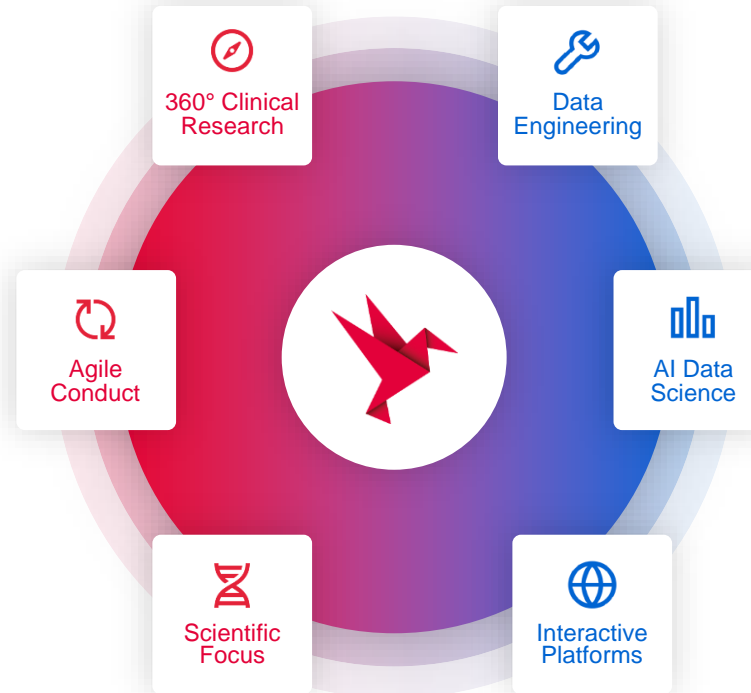 360° Clinical
Research
Data
Engineering
Agile
Conduct
AI Data
Science
Scientific
Focus
Interactive
Platforms